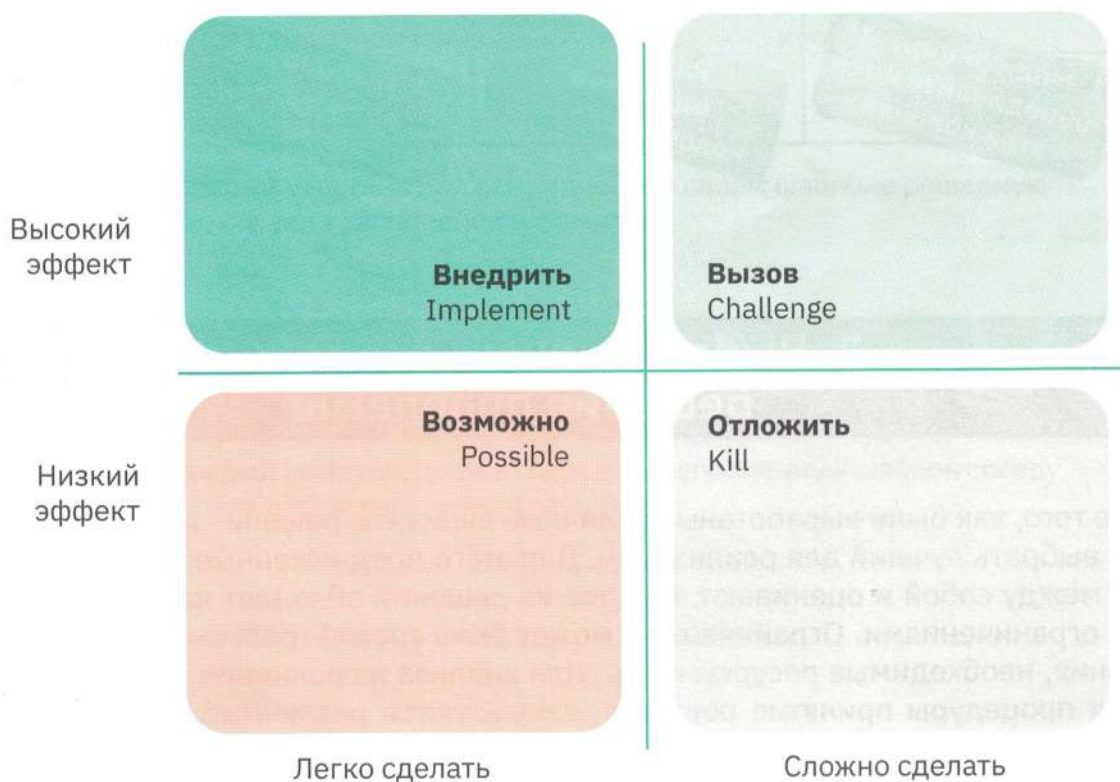 Высокий
эффект
Внедрить
Implement
Вызов
Challenge
Низкий
эффект
Возможно
Possible
Отложить
Kill
Легко сделать
Сложно сделать